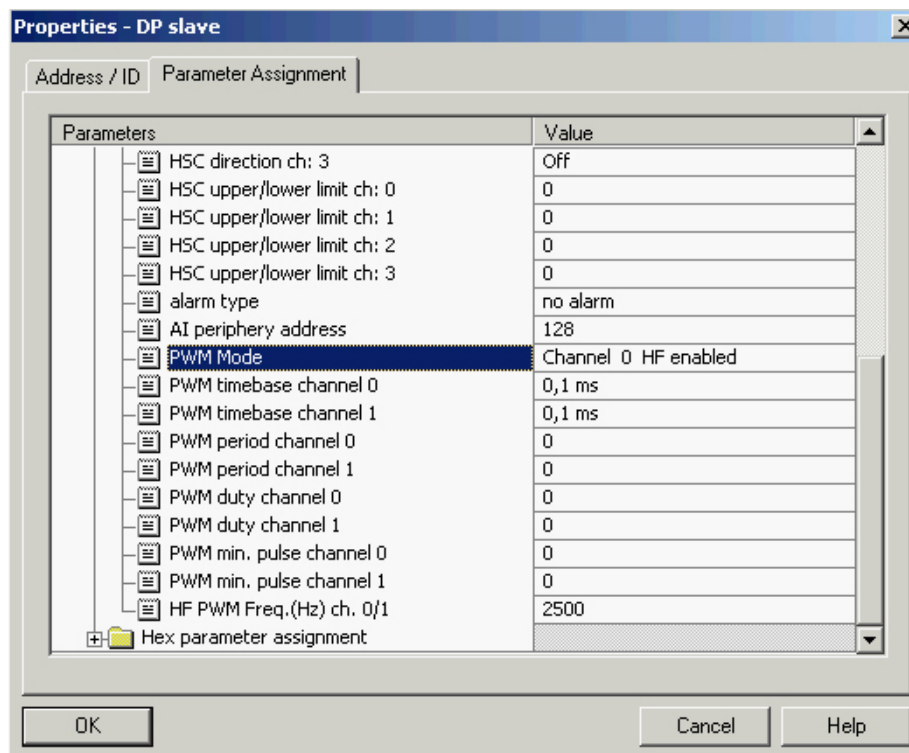 Properties - DP slave
Address / ID Parameter Assignment
Parameters Value
HSC direction ch: 3 Off
HSC upper/lower limit ch: 0 0
HSC upper/lower limit ch: 1 0
HSC upper/lower limit ch: 2 0
HSC upper/lower limit ch: 3 0
alarm type no alarm
AI periphery address 128
PWM Mode Channel 0 HF enabled
PWM timebase channel 0 0,1 ms
PWM timebase channel 1 0,1 ms
PWM period channel 0 0
PWM period channel 1 0
PWM duty channel 0 0
PWM duty channel 1 0
PWM min. pulse channel 0 0
PWM min. pulse channel 1 0
HF PWM Freq.(Hz) ch. 0/1 2500
Hex parameter assignment
OK Cancel Help